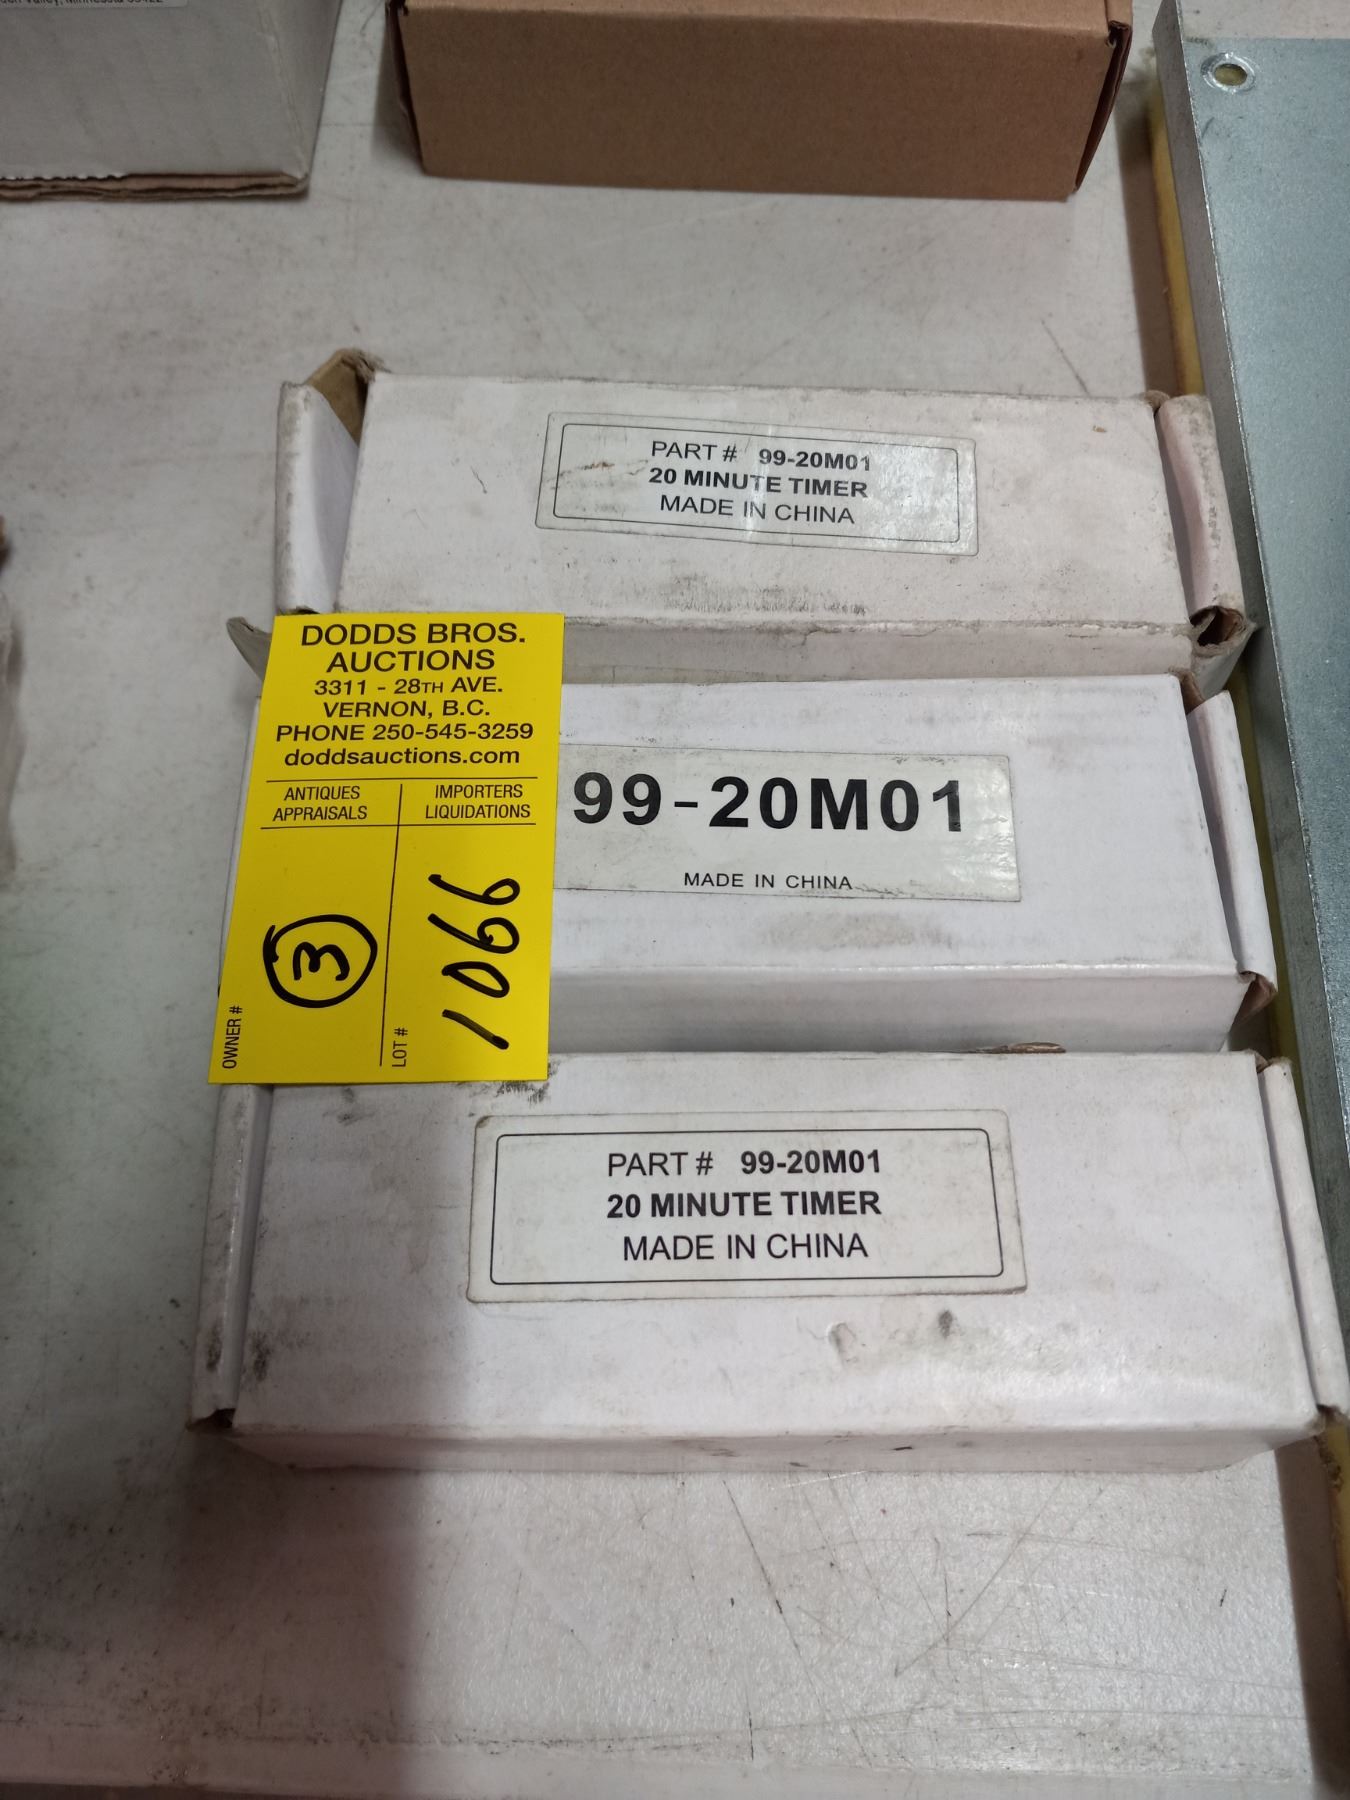 PART # 99-20M01
20 MINUTE TIMER
MADE IN CHINA
DODDS BROS.
AUCTIONS
3311 - 28TH AVE.
VERNON, B.C.
PHONE 250-545-3259
doddsauctions.com
ANTIQUES
APPRAISALS
IMPORTERS
LIQUIDATIONS
OWNER #
3
LOT #
1066
99-20M01
MADE IN CHINA
PART # 99-20M01
20 MINUTE TIMER
MADE IN CHINA